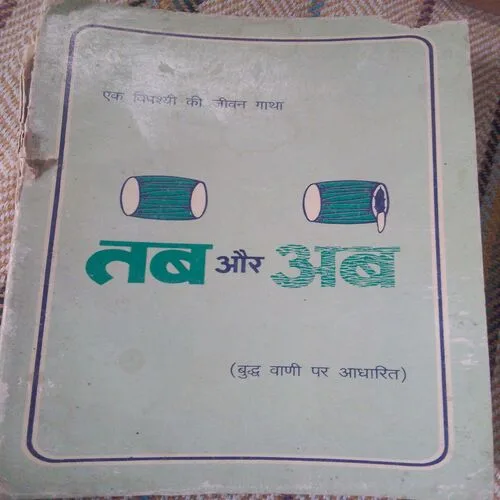 एक विपश्यी की जीवन गाथा
तब और अब
(बुद्ध वाणी पर आधारित)